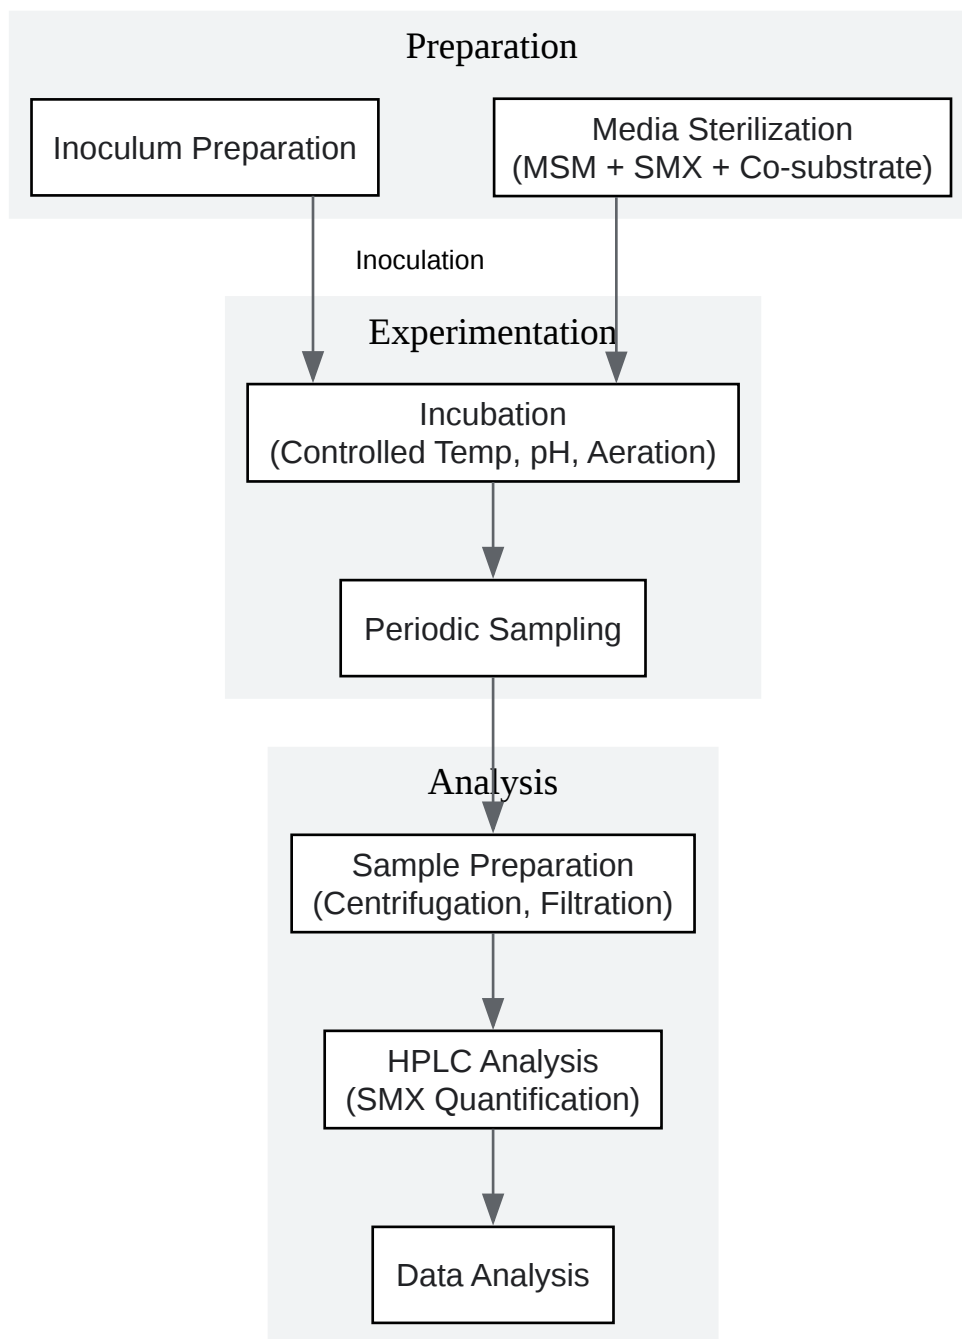 Preparation
Inoculum Preparation
Media Sterilization
(MSM + SMX + Co-substrate)
Inoculation
Experimentation
Incubation
(Controlled Temp, pH, Aeration)
Periodic Sampling
Analysis
Sample Preparation
(Centrifugation, Filtration)
HPLC Analysis
(SMX Quantification)
Data Analysis